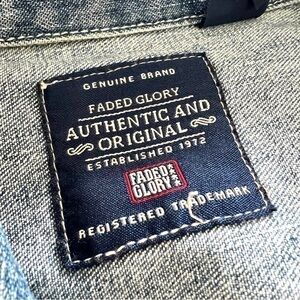 GENUINE BRAND
FADED GLORY
AUTHENTIC AND
ORIGINAL
ESTABLISHED 1972
FADED
GLORY
REGISTERED TRADEMARK